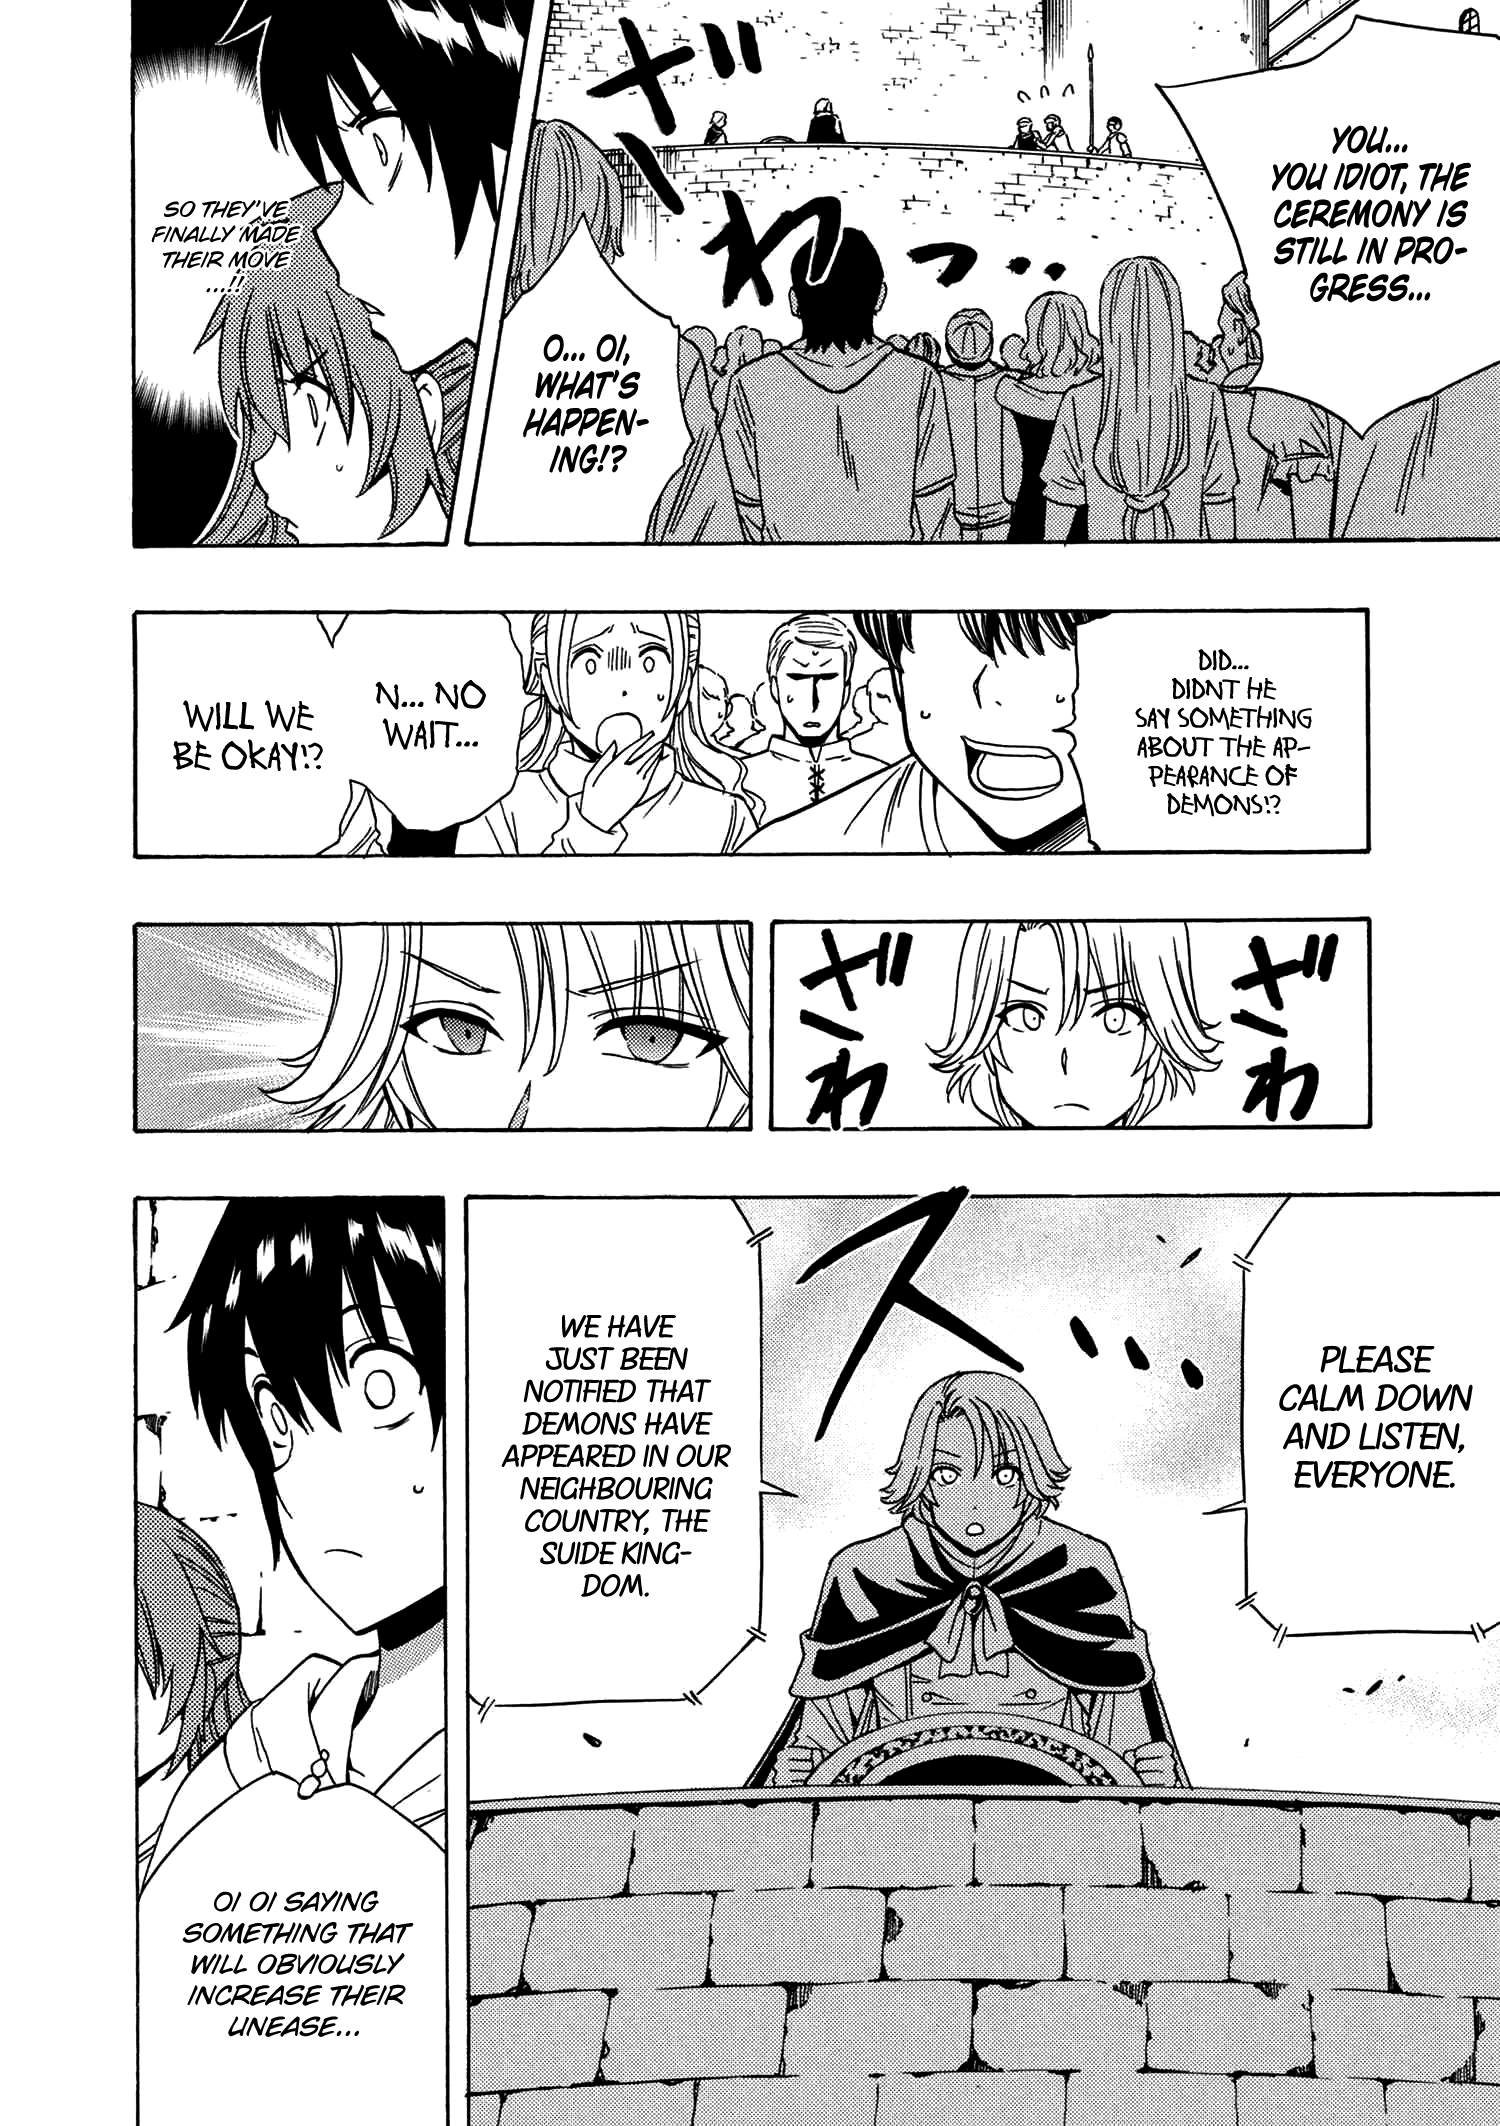 YOU...
YOU IDIOT, THE
CEREMONY IS
STILL IN PRO-
GRESS...
ザ
ザ
わ
っ
O... OI,
WHAT'S
HAPPEN-
ING!?
SO THEY'VE
FINALLY MADE
THEIR MOVE
...!!
DID...
DIDNT HE
SAY SOMETHING
ABOUT THE AP-
PEARANCE OF
DEMONS!?
N... NO
WAIT...
WILL WE
BE OKAY!?
ざわ
ざわ
PLEASE
CALM DOWN
AND LISTEN,
EVERYONE.
ス
WE HAVE
JUST BEEN
NOTIFIED THAT
DEMONS HAVE
APPEARED IN OUR
NEIGHBOURING
COUNTRY, THE
SUIDE KING-
DOM.
OI OI SAYING
SOMETHING THAT
WILL OBVIOUSLY
INCREASE THEIR
UNEASE...